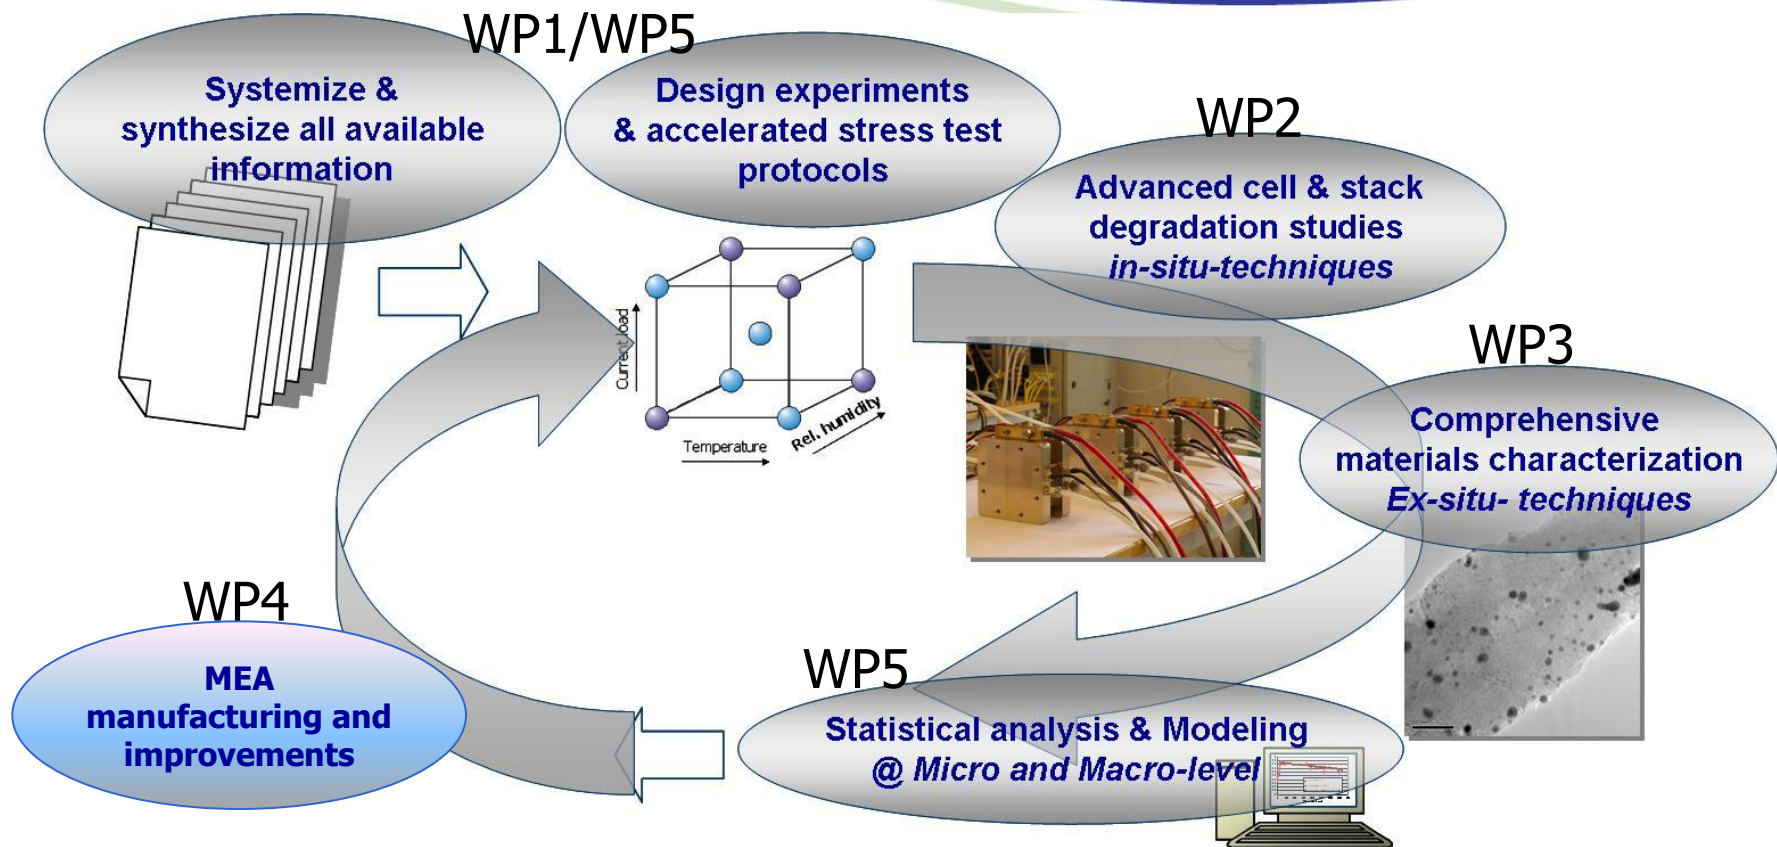 WP1/WP5
Systemize &
synthesize all available
information
Design experiments
& accelerated stress test
protocols
WP2
Advanced cell & stack
degradation studies
in-situ-techniques
Current load
Temperature
Rel. humidity
WP3
Comprehensive
materials characterization
Ex-situ- techniques
WP4
MEA
manufacturing and
improvements
WP5
Statistical analysis & Modeling
@ Micro and Macro-level